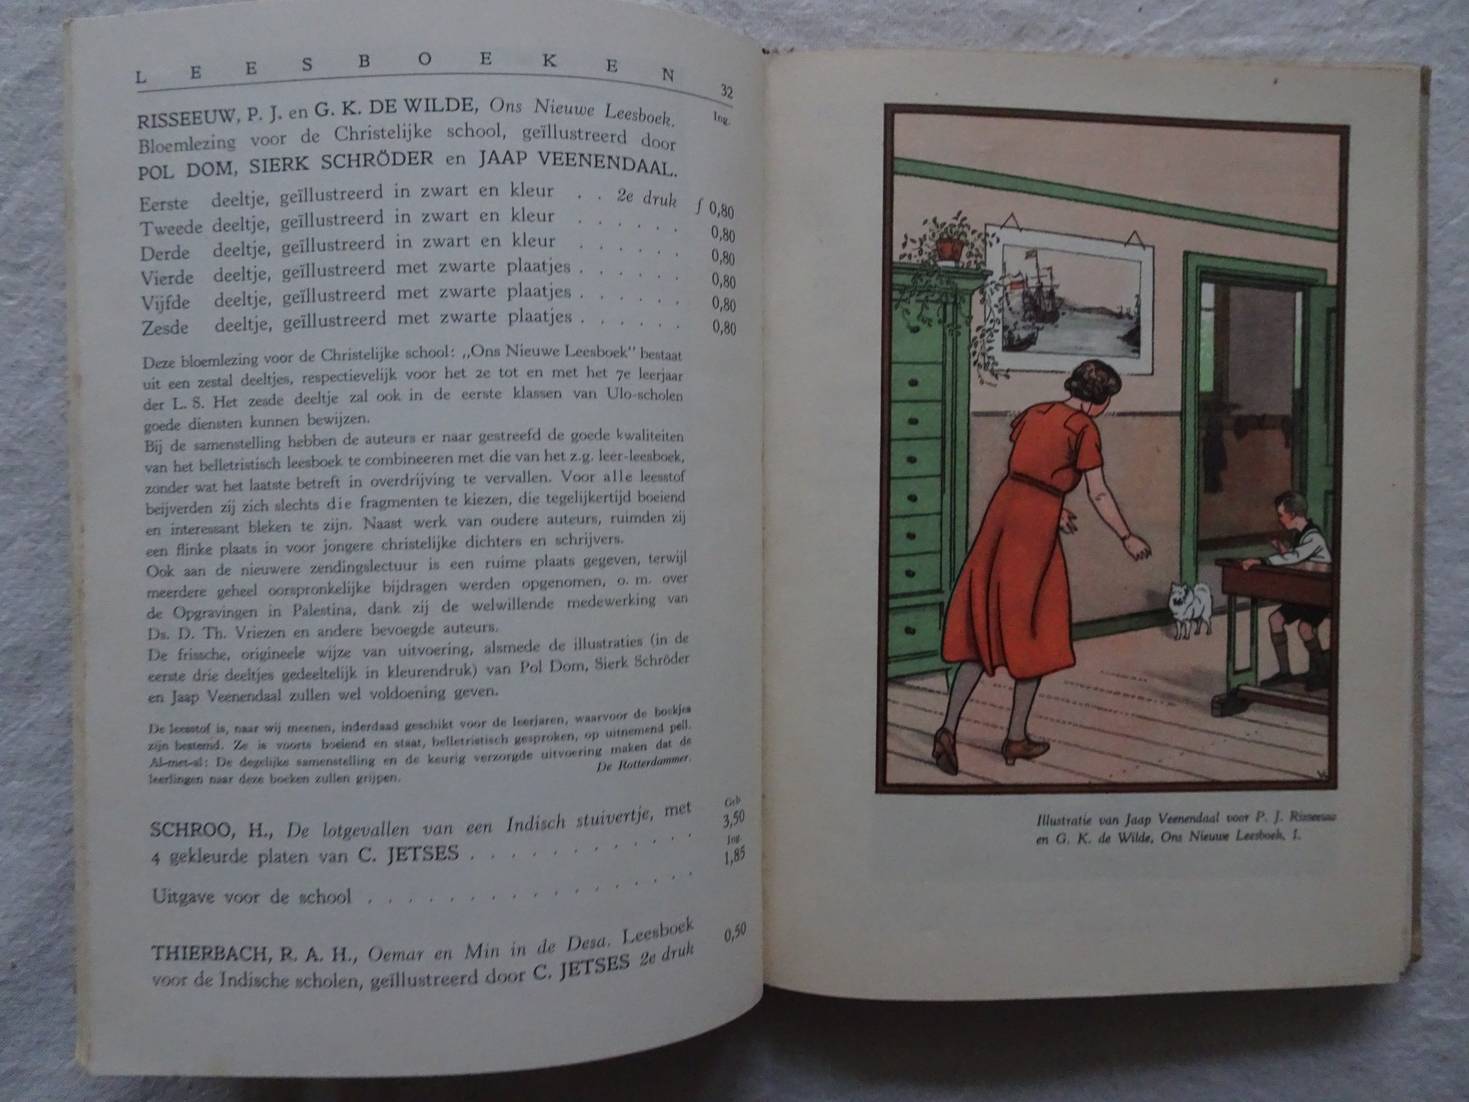 LEESBOEKEN
32
RISSEEUW, P. J. en G. K. DE WILDE, Ons Nieuwe Leesboek. Ing.
Bloemlezing voor de Christelijke school, geïllustreerd door
POL DOM, SIERK SCHRÖDER en JAAP VEENENDAAL.
Eerste deeltje, geïllustreerd in zwart en kleur . . 2e druk ƒ 0,80
Tweede deeltje, geïllustreerd in zwart en kleur . . . . . . 0,80
Derde deeltje, geïllustreerd in zwart en kleur . . . . . . 0,80
Vierde deeltje, geïllustreerd met zwarte plaatjes . . . . . . 0,80
Vijfde deeltje, geïllustreerd met zwarte plaatjes . . . . . . 0,80
Zesde deeltje, geïllustreerd met zwarte plaatjes . . . . . . 0,80
Deze bloemlezing voor de Christelijke school: „Ons Nieuwe Leesboek" bestaat
uit een zestal deeltjes, respectievelijk voor het 2e tot en met het 7e leerjaar
der L. S. Het zesde deeltje zal ook in de eerste klassen van Ulo-scholen
goede diensten kunnen bewijzen.
Bij de samenstelling hebben de auteurs er naar gestreefd de goede kwaliteiten
van het belletristisch leesboek te combineeren met die van het z.g. leer-leesboek,
zonder wat het laatste betreft in overdrijving te vervallen. Voor alle leesstof
beijverden zij zich slechts die fragmenten te kiezen, die tegelijkertijd boeiend
en interessant bleken te zijn. Naast werk van oudere auteurs, ruimden zij
een flinke plaats in voor jongere christelijke dichters en schrijvers.
Ook aan de nieuwere zendingslectuur is een ruime plaats gegeven, terwijl
meerdere geheel oorspronkelijke bijdragen werden opgenomen, o. m. over
de Opgravingen in Palestina, dank zij de welwillende medewerking van
Ds. D. Th. Vriezen en andere bevoegde auteurs.
De frissche, origineele wijze van uitvoering, alsmede de illustraties (in de
eerste drie deeltjes gedeeltelijk in kleurendruk) van Pol Dom, Sierk Schröder
en Jaap Veenendaal zullen wel voldoening geven.
De leesstof is, naar wij meenen, inderdaad geschikt voor de leerjaren, waarvoor de boekjes
zijn bestemd. Ze is voorts boeiend en staat, belletristisch gesproken, op uitnemend peil.
Al-met-al: De degelijke samenstelling en de keurig verzorgde uitvoering maken dat de
leerlingen naar deze boeken zullen grijpen. De Rotterdammer.
Geb.
SCHROO, H., De lotgevallen van een Indisch stuivertje, met 3,50
4 gekleurde platen van C. JETSES . . . . . . . . . . Ing.
Uitgave voor de school . . . . . . . . . . . . . 1,85
THIERBACH, R. A. H., Oemar en Min in de Desa. Leesboek
voor de Indische scholen, geïllustreerd door C. JETSES 2e druk 0,50
Illustratie van Jaap Veenendaal voor P. J. Risseeuw
en G. K. de Wilde, Ons Nieuwe Leesboek, I.